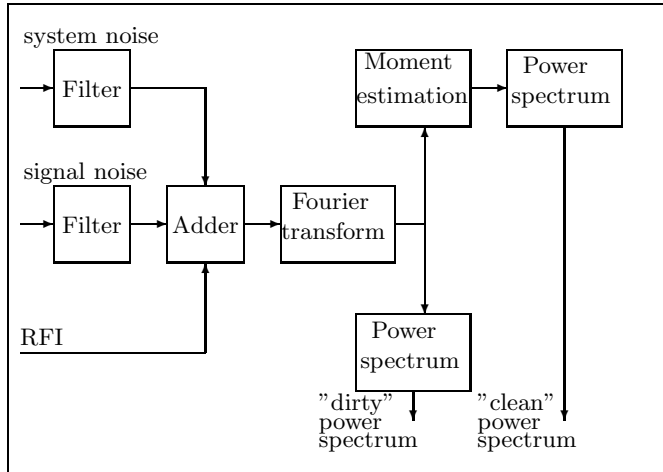 system noise
Filter
Moment
estimation
Power
spectrum
signal noise
Filter
Adder
Fourier
transform
RFI
Power
spectrum
"dirty"
power
spectrum
"clean"
power
spectrum